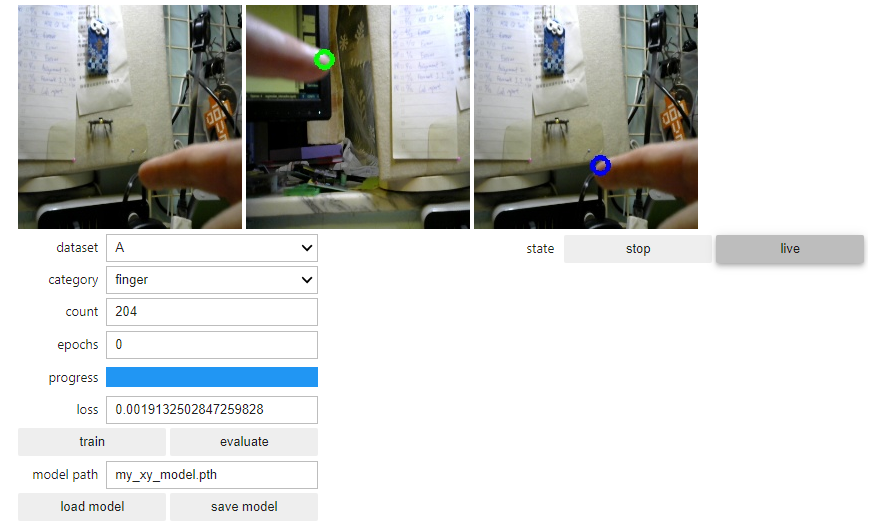 dataset A
state stop live
category finger
count 204
epochs 0
progress
loss 0.0019132502847259828
train evaluate
model path my_xy_model.pth
load model save model